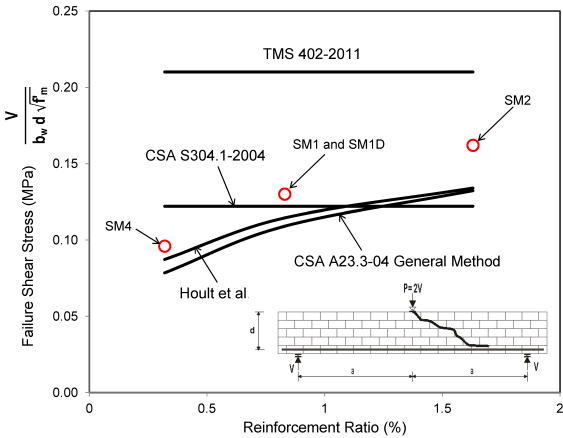 0.25
0.20
0.15
0.10
0.05
0.00
V
b_w d √f'_m
Failure Shear Stress (MPa)
TMS 402-2011
SM2
SM1 and SM1D
CSA S304.1-2004
SM4
CSA A23.3-04 General Method
Hoult et al.
P=2V
d
V
a
a
V
0
0.5
1
1.5
2
Reinforcement Ratio (%)